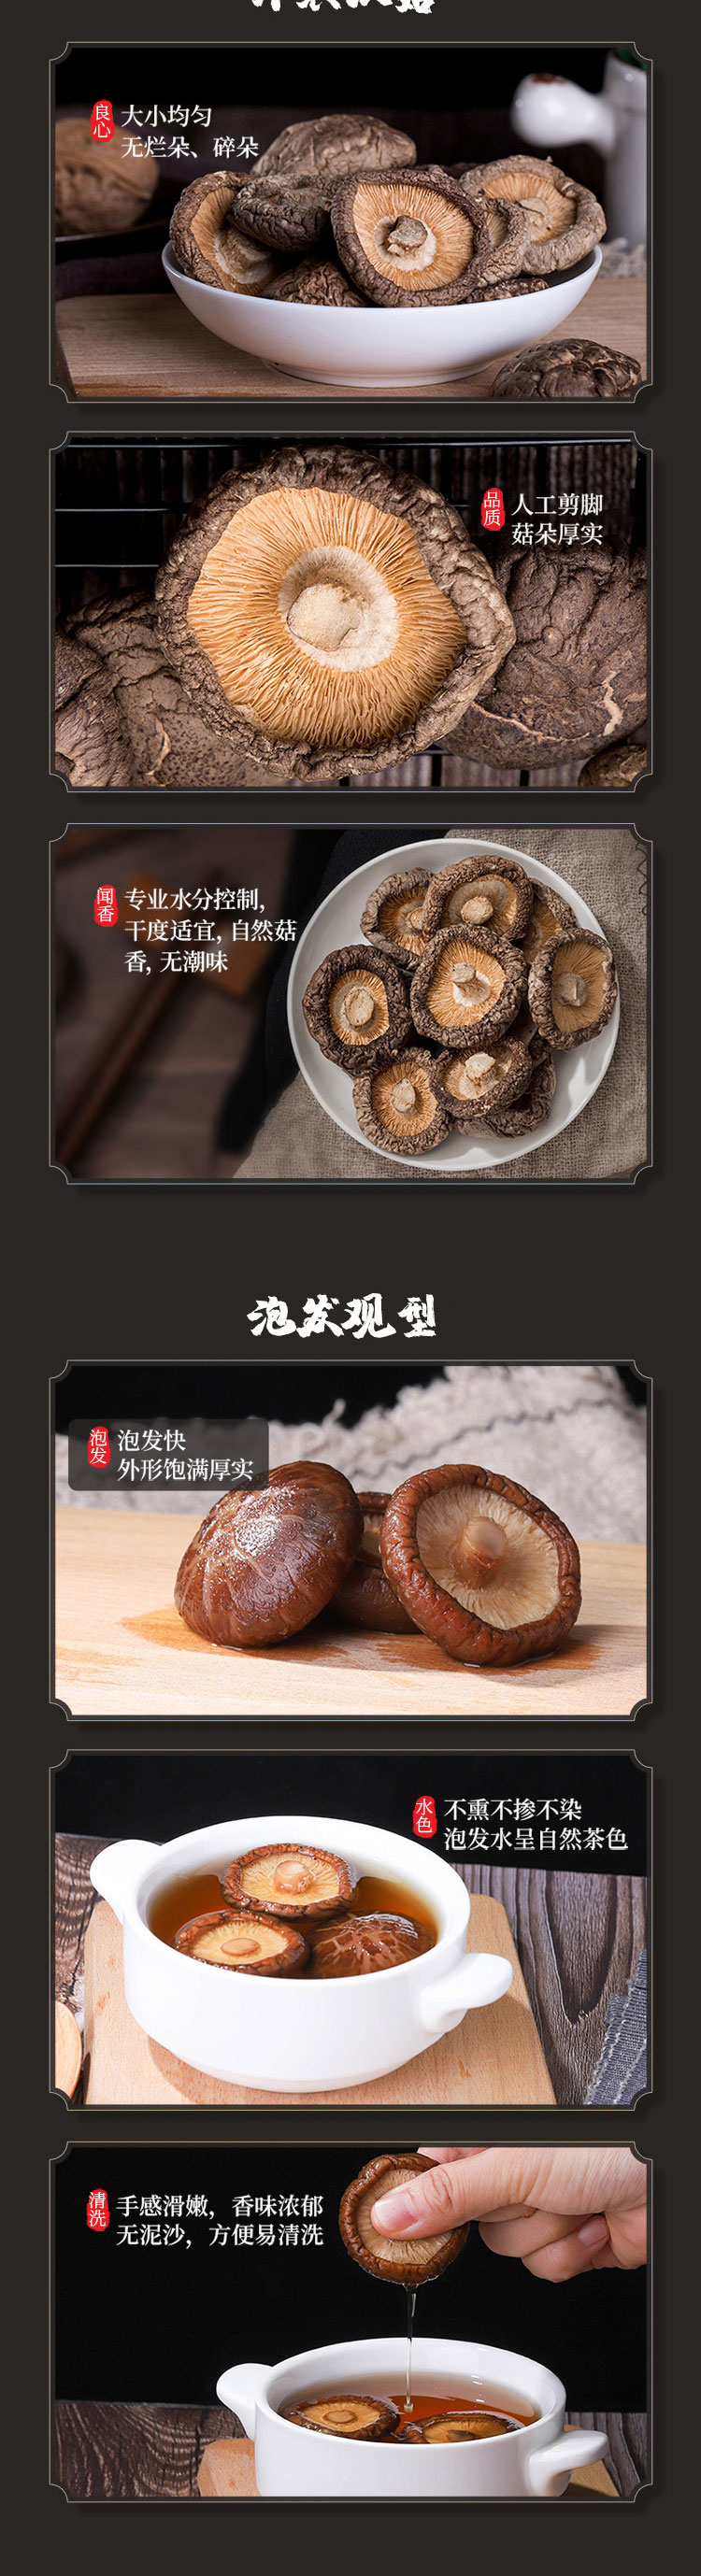 良心
大小均匀
无烂朵、碎朵
品质
人工剪脚
菇朵厚实
闻香
专业水分控制,
干度适宜, 自然菇
香, 无潮味
泡发观型
泡发
泡发快
外形饱满厚实
水色
不熏不掺不染
泡发水呈自然茶色
清洗
手感滑嫩，香味浓郁
无泥沙，方便易清洗